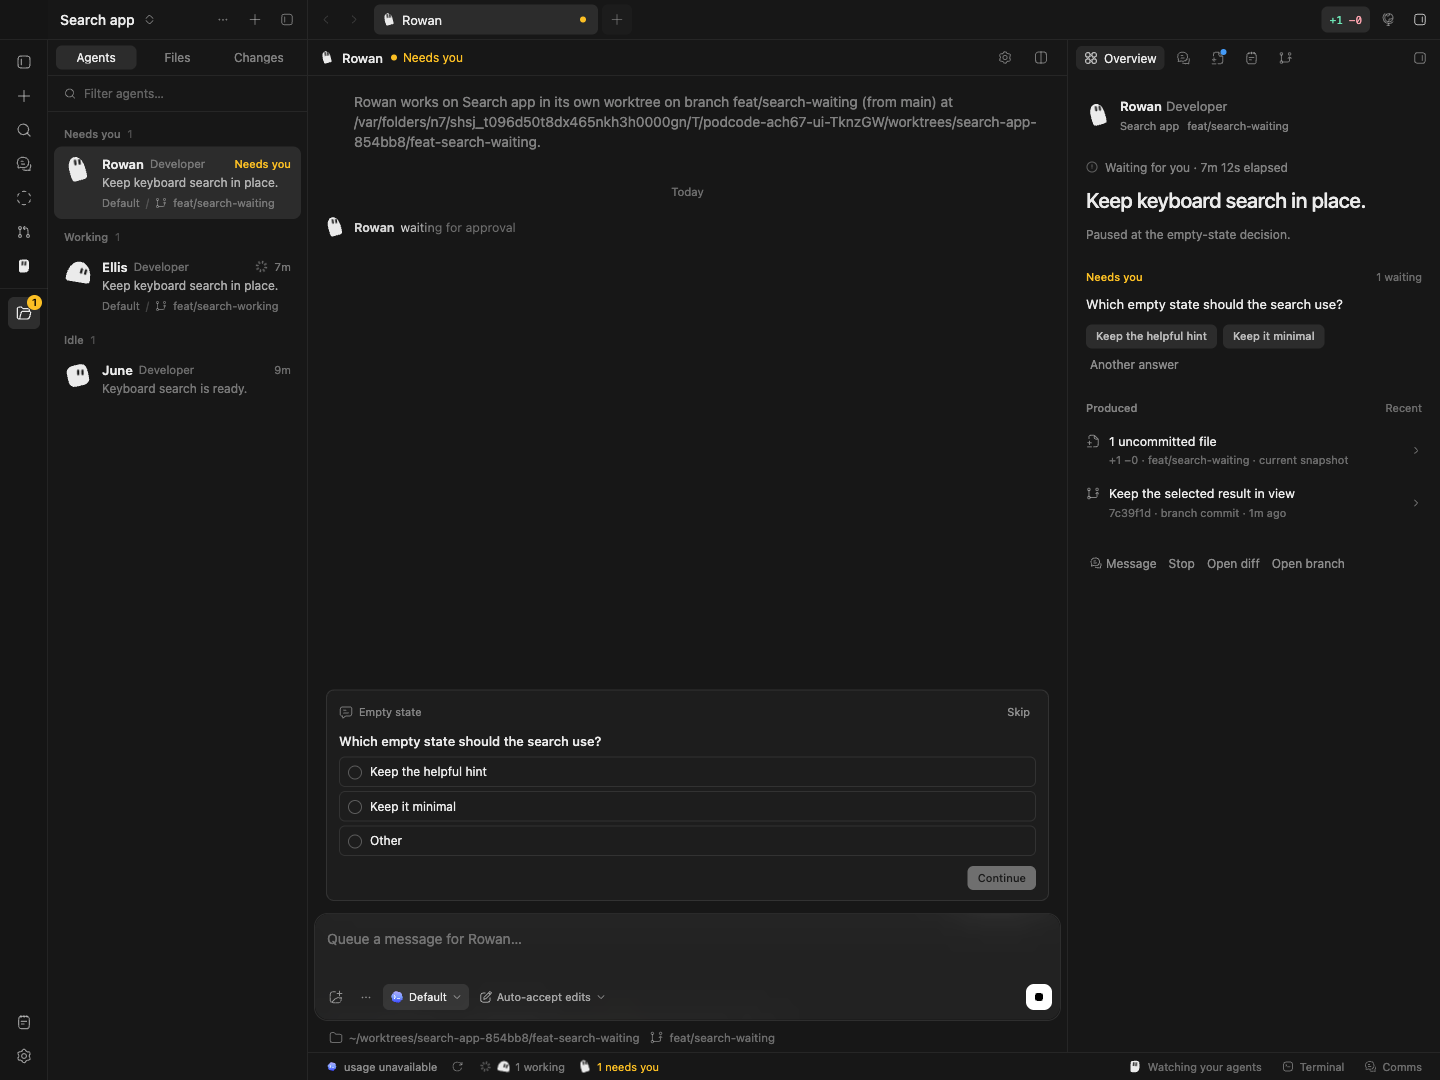 Search app
Rowan
+1 −0
Agents
Files
Changes
Filter agents...
Needs you 1
Rowan Developer Needs you
Keep keyboard search in place.
Default / feat/search-waiting
Working 1
Ellis Developer 7m
Keep keyboard search in place.
Default / feat/search-working
Idle 1
June Developer 9m
Keyboard search is ready.
1
Rowan Needs you
Rowan works on Search app in its own worktree on branch feat/search-waiting (from main) at
/var/folders/n7/shsj_t096d50t8dx465nkh3h0000gn/T/podcode-ach67-ui-TknzGW/worktrees/search-app-
854bb8/feat-search-waiting.
Today
Rowan waiting for approval
Empty state
Skip
Which empty state should the search use?
Keep the helpful hint
Keep it minimal
Other
Continue
Queue a message for Rowan...
Default
Auto-accept edits
~/worktrees/search-app-854bb8/feat-search-waiting
feat/search-waiting
Overview
Rowan Developer
Search app feat/search-waiting
Waiting for you · 7m 12s elapsed
Keep keyboard search in place.
Paused at the empty-state decision.
Needs you
1 waiting
Which empty state should the search use?
Keep the helpful hint
Keep it minimal
Another answer
Produced
Recent
1 uncommitted file
+1 −0 · feat/search-waiting · current snapshot
Keep the selected result in view
7c39f1d · branch commit · 1m ago
Message
Stop
Open diff
Open branch
usage unavailable
1 working
1 needs you
Watching your agents
Terminal
Comms